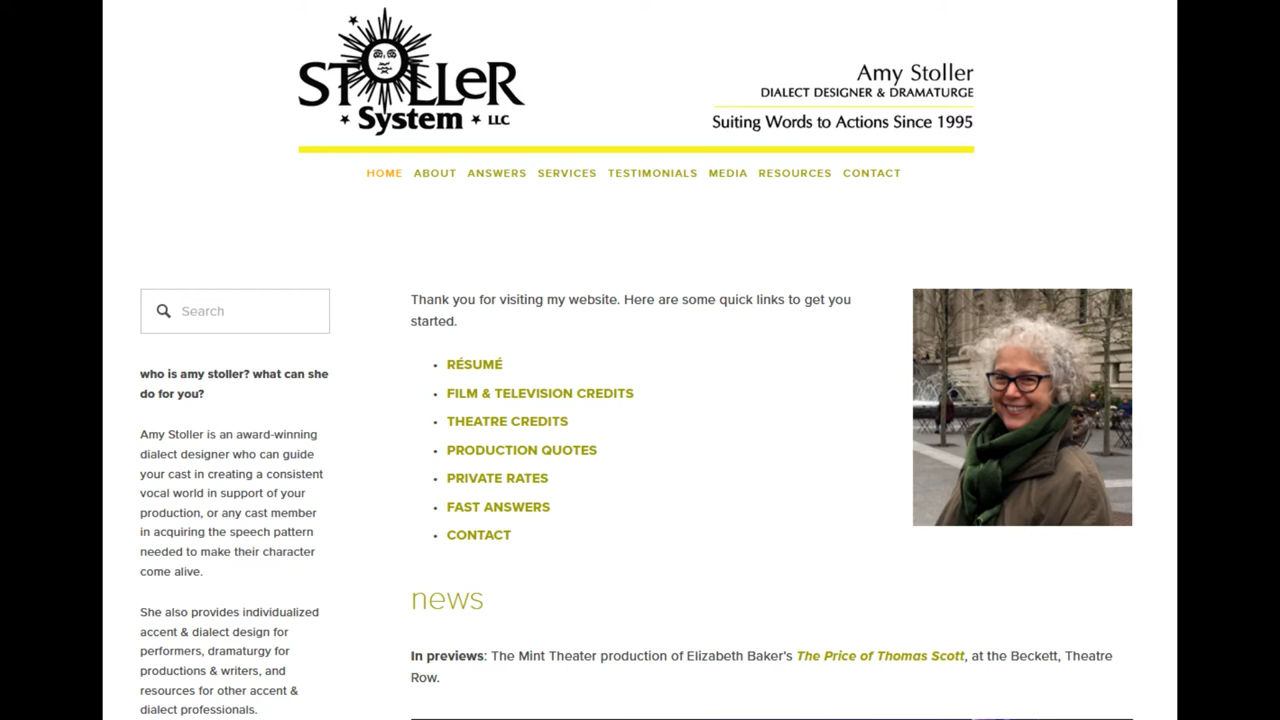 STOLLER
System LLC
Amy Stoller
DIALECT DESIGNER & DRAMATURGE
Suiting Words to Actions Since 1995
HOME ABOUT ANSWERS SERVICES TESTIMONIALS MEDIA RESOURCES CONTACT
Search
who is amy stoller? what can she
do for you?
Amy Stoller is an award-winning
dialect designer who can guide
your cast in creating a consistent
vocal world in support of your
production, or any cast member
in acquiring the speech pattern
needed to make their character
come alive.
She also provides individualized
accent & dialect design for
performers, dramaturgy for
productions & writers, and
resources for other accent &
dialect professionals.
Thank you for visiting my website. Here are some quick links to get you
started.
• RÉSUMÉ
• FILM & TELEVISION CREDITS
• THEATRE CREDITS
• PRODUCTION QUOTES
• PRIVATE RATES
• FAST ANSWERS
• CONTACT
news
In previews: The Mint Theater production of Elizabeth Baker's The Price of Thomas Scott, at the Beckett, Theatre
Row.